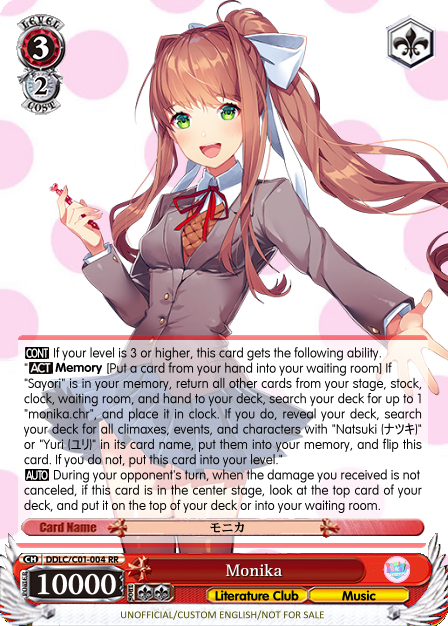 LEVEL
3
2
COST
CONT If your level is 3 or higher, this card gets the following ability.
"ACT Memory [Put a card from your hand into your waiting room] If
"Sayori" is in your memory, return all other cards from your stage, stock,
clock, waiting room, and hand to your deck, search your deck for up to 1
"monika.chr", and place it in clock. If you do, reveal your deck, search
your deck for all climaxes, events, and characters with "Natsuki (ナツキ)"
or "Yuri (ユリ)" in its card name, put them into your memory, and flip this
card. If you do not, put this card into your level."
AUTO During your opponent's turn, when the damage you received is not
canceled, if this card is in the center stage, look at the top card of your
deck, and put it on the top of your deck or into your waiting room.
Card Name モニカ
CH DDLC/C01-004 RR
Monika
POWER 10000 SOUL
Literature Club Music
UNOFFICIAL/CUSTOM ENGLISH/NOT FOR SALE